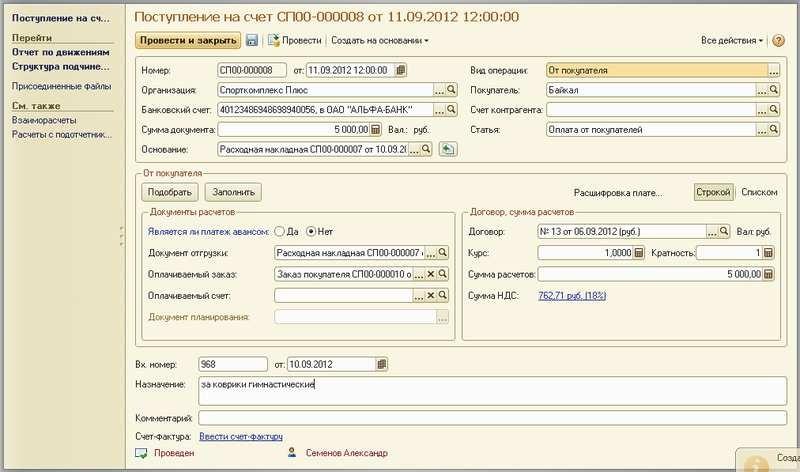 Поступление на сч...
Перейти
Отчет по движениям
Структура подчине...
Присоединенные файлы
См. также
Взаиморасчеты
Расчеты с подотчетник...
Поступление на счет СП00-000008 от 11.09.2012 12:00:00
Провести и закрыть Провести Создать на основании Все действия
Номер: СП00-000008 от: 11.09.2012 12:00:00 Вид операции: От покупателя ...
Организация: Спорткомплекс Плюс ... Покупатель: Байкал ...
Банковский счет: 40123486948698940056, в ОАО "АЛЬФА-БАНК" ... Счет контрагента: ...
Сумма документа: 5 000,00 Вал.: руб. Статья: Оплата от покупателей ...
Основание: Расходная накладная СП00-000007 от 10.09.20 ...
От покупателя
Подобрать Заполнить Расшифровка плате... Строкой Списком
Документы расчетов Договор, сумма расчетов
Является ли платеж авансом: Да Нет Договор: № 13 от 06.09.2012 (руб.) ... Вал: руб.
Документ отгрузки: Расходная накладная СП00-000007 ... Курс: 1,0000 Кратность: 1
Оплачиваемый заказ: Заказ покупателя СП00-000010 о ... Сумма расчетов: 5 000,00
Оплачиваемый счет: ... Сумма НДС: 762,71 руб. (18%)
Документ планирования: ...
Вх. номер: 968 от: 10.09.2012
Назначение: за коврики гимнастические
Комментарий:
Счет-фактура: Ввести счет-фактуру
Проведен Семенов Александр
Созда